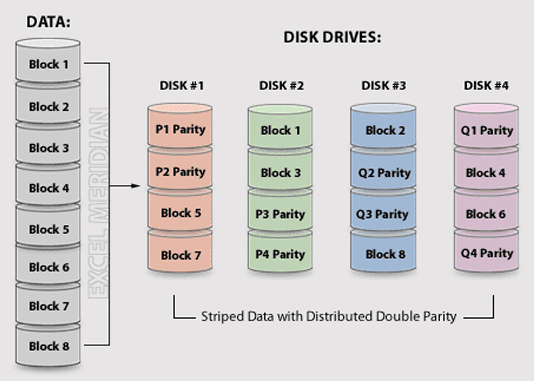 DATA:
Block 1
Block 2
Block 3
Block 4
Block 5
Block 6
Block 7
Block 8
EXCEL MERIDIAN
DISK DRIVES:
DISK #1
DISK #2
DISK #3
DISK #4
P1 Parity
Block 1
Block 2
Q1 Parity
P2 Parity
Block 3
Q2 Parity
Block 4
Block 5
P3 Parity
Q3 Parity
Block 6
Block 7
P4 Parity
Block 8
Q4 Parity
Striped Data with Distributed Double Parity